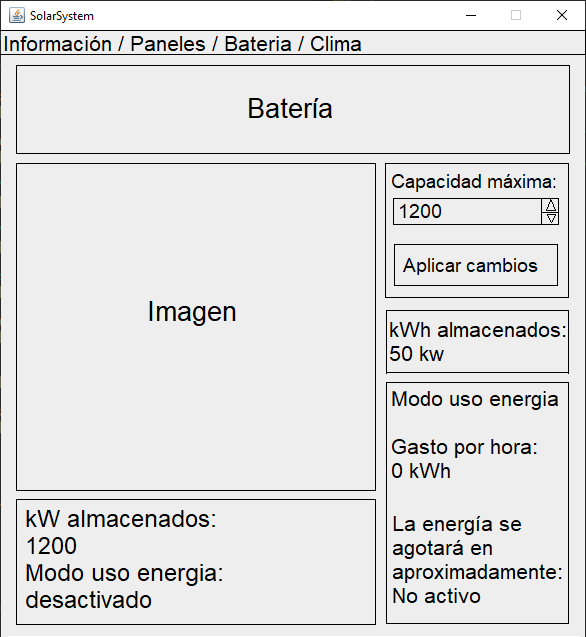 SolarSystem
Información / Paneles / Bateria / Clima
Batería
Imagen
Capacidad máxima:
1200
Aplicar cambios
kWh almacenados:
50 kw
Modo uso energia
Gasto por hora:
0 kWh
La energía se
agotará en
aproximadamente:
No activo
kW almacenados:
1200
Modo uso energia:
desactivado